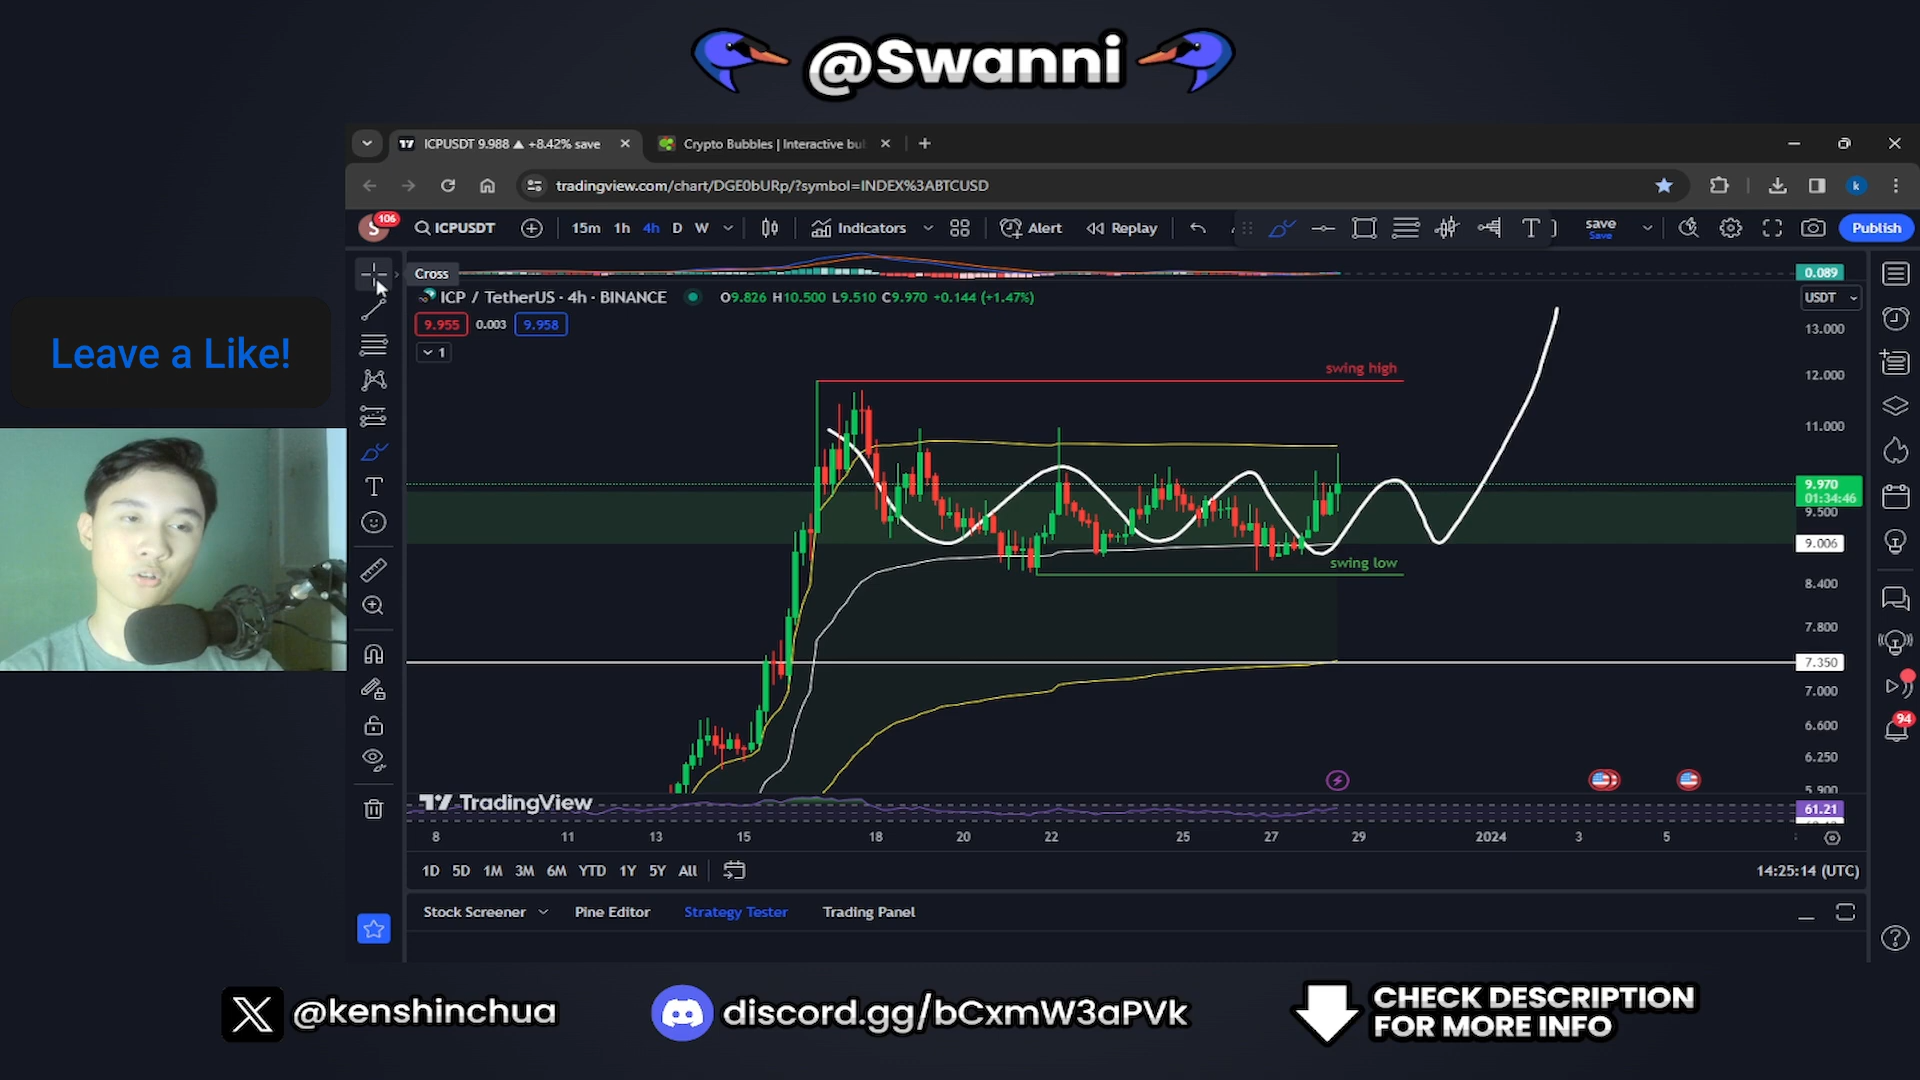 @Swanni
ICPUSDT 9.988 ▲ +8.42% save
Crypto Bubbles | Interactive bu
tradingview.com/chart/DGE0bURp/?symbol=INDEX%3ABTCUSD
S 106 ICPUSDT 15m 1h 4h D W Indicators Alert Replay T save Save Publish
k
Cross
0.089
ICP / TetherUS · 4h · BINANCE O9.826 H10.500 L9.510 C9.970 +0.144 (+1.47%)
USDT
9.955 0.003 9.958
1
13.000
Leave a Like!
swing high
12.000
11.000
9.970
01:34:46
9.500
9.006
swing low
8.400
7.800
7.350
7.000
6.600
6.250
5.900
94
TradingView
61.21
8 11 13 15 18 20 22 25 27 29 2024 3 5
1D 5D 1M 3M 6M YTD 1Y 5Y All
14:25:14 (UTC)
Stock Screener Pine Editor Strategy Tester Trading Panel
@kenshinchua
discord.gg/bCxmW3aPVk
CHECK DESCRIPTION
FOR MORE INFO